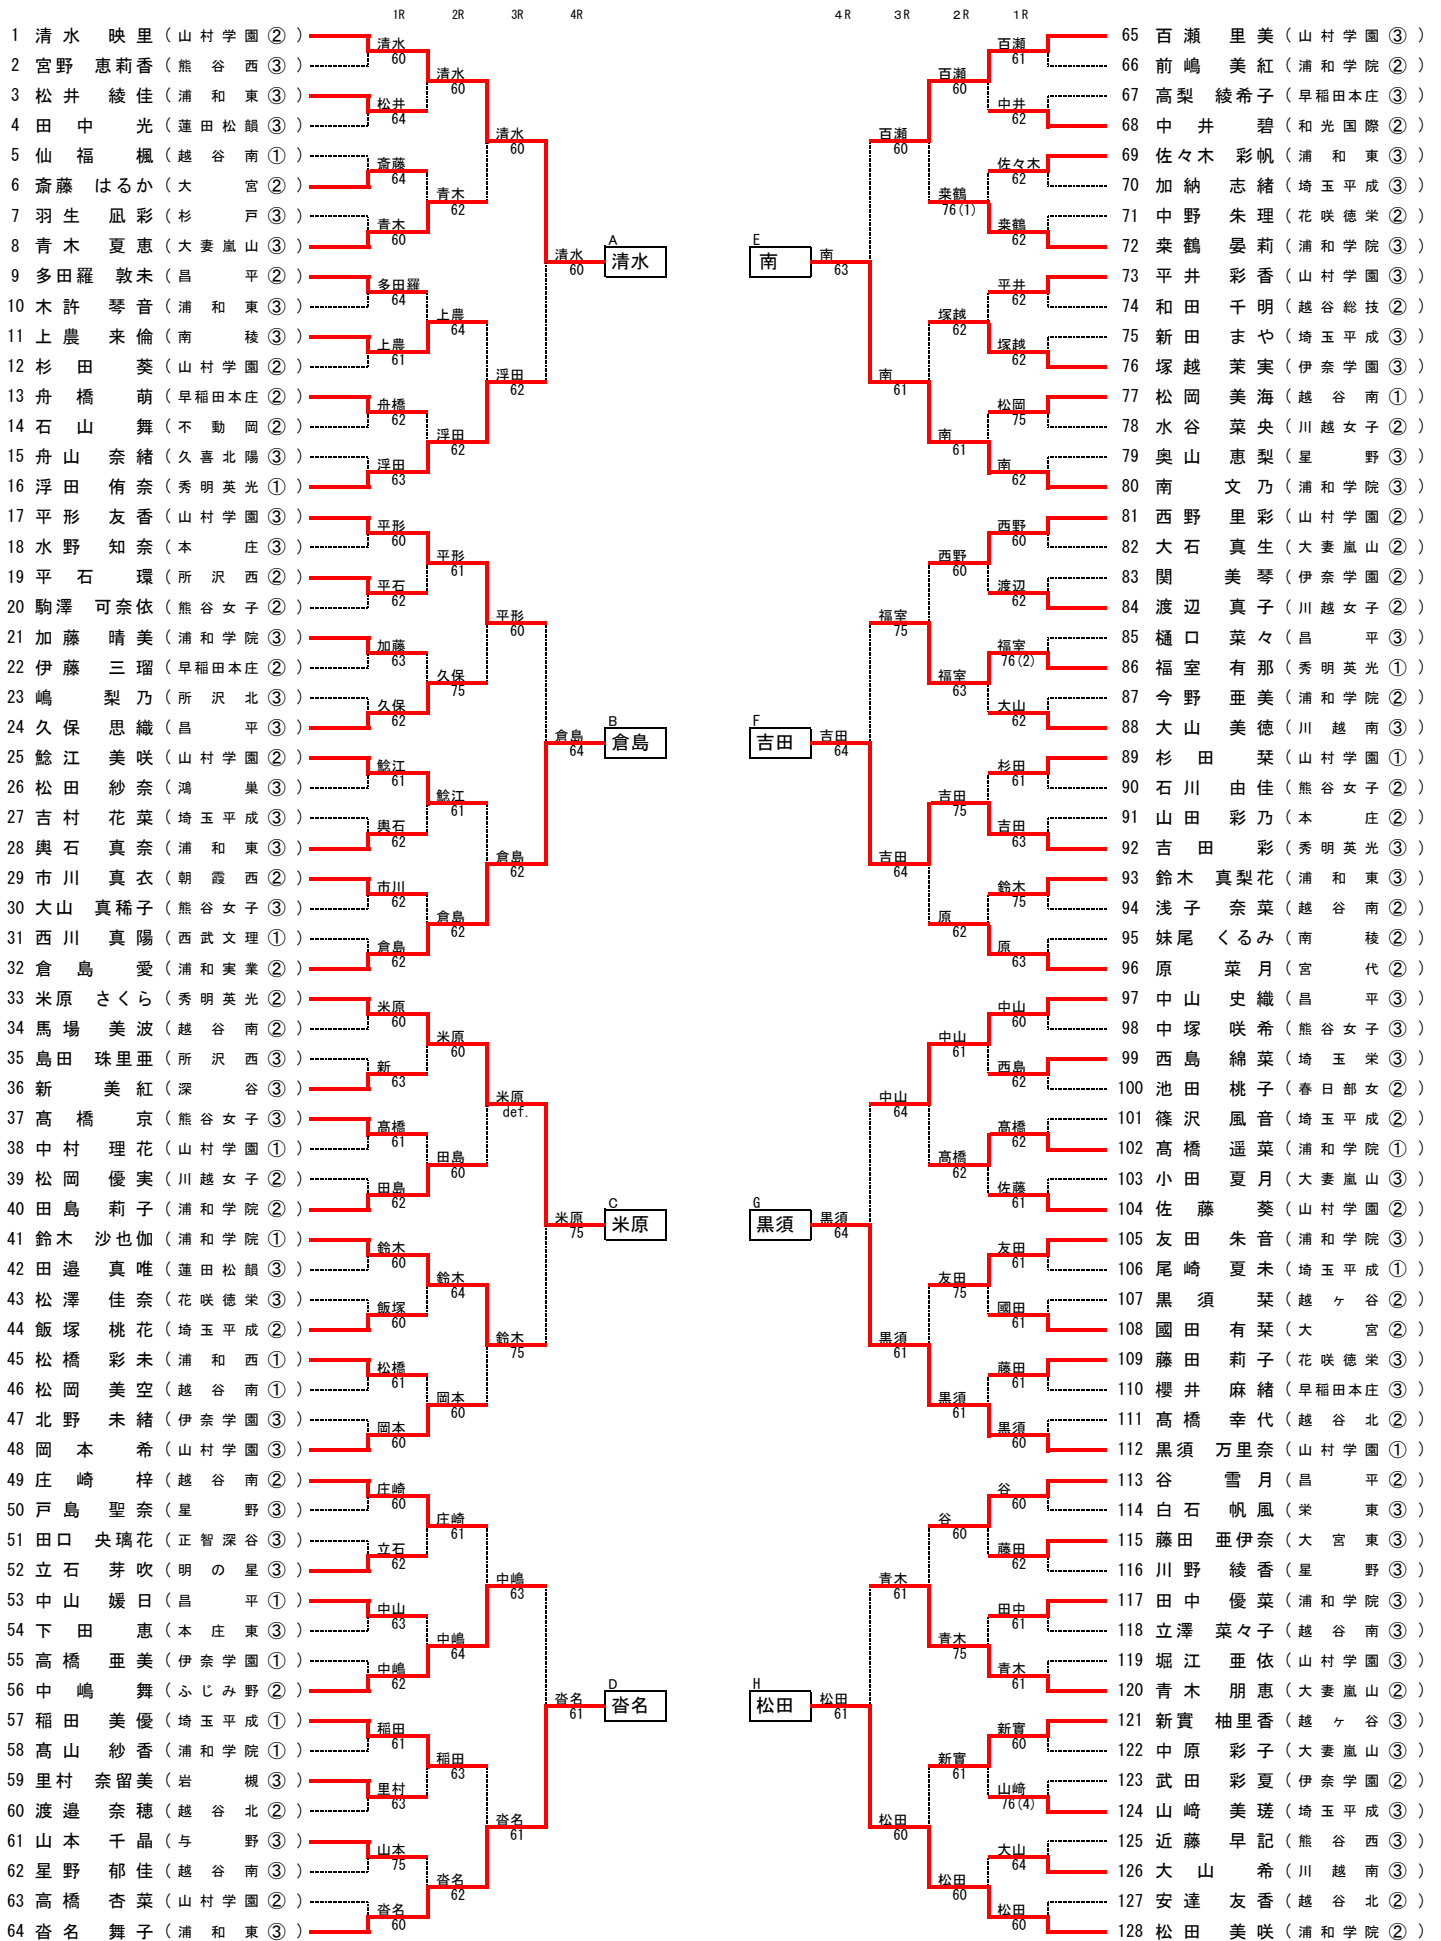 1R 2R 3R 4R
1 清水 映里 (山村学園 ②)
2 宮野 恵莉香 (熊谷西 ③)
3 松井 綾佳 (浦和東 ③)
4 田中 光 (蓮田松韻 ③)
5 仙福 楓 (越谷南 ①)
6 斎藤 はるか (大宮 ②)
7 羽生 凪彩 (杉戸 ③)
8 青木 夏恵 (大妻嵐山 ③)
9 多田羅 敦未 (昌平 ②)
10 木許 琴音 (浦和東 ③)
11 上農 来倫 (南稜 ③)
12 杉田 葵 (山村学園 ②)
13 舟橋 萌 (早稲田本庄 ②)
14 石山 舞 (不動岡 ②)
15 舟山 奈緒 (久喜北陽 ③)
16 浮田 侑奈 (秀明英光 ①)
17 平形 友香 (山村学園 ③)
18 水野 知奈 (本庄 ③)
19 平石 環 (所沢西 ②)
20 駒澤 可奈依 (熊谷女子 ②)
21 加藤 晴美 (浦和学院 ③)
22 伊藤 三瑠 (早稲田本庄 ②)
23 嶋 梨乃 (所沢北 ③)
24 久保 思織 (昌平 ③)
25 鯰江 美咲 (山村学園 ②)
26 松田 紗奈 (鴻巣 ③)
27 吉村 花菜 (埼玉平成 ③)
28 輿石 真奈 (浦和東 ③)
29 市川 真衣 (朝霞西 ②)
30 大山 真稀子 (熊谷女子 ③)
31 西川 真陽 (西武文理 ①)
32 倉島 愛 (浦和実業 ②)
33 米原 さくら (秀明英光 ②)
34 馬場 美波 (越谷南 ②)
35 島田 珠里亜 (所沢西 ③)
36 新 美紅 (深谷 ③)
37 髙橋 京 (熊谷女子 ③)
38 中村 理花 (山村学園 ①)
39 松岡 優実 (川越女子 ②)
40 田島 莉子 (浦和学院 ②)
41 鈴木 沙也伽 (浦和学院 ①)
42 田邉 真唯 (蓮田松韻 ③)
43 松澤 佳奈 (花咲徳栄 ③)
44 飯塚 桃花 (埼玉平成 ②)
45 松橋 彩未 (浦和西 ①)
46 松岡 美空 (越谷南 ①)
47 北野 未緒 (伊奈学園 ③)
48 岡本 希 (山村学園 ③)
49 庄崎 梓 (越谷南 ②)
50 戸島 聖奈 (星野 ③)
51 田口 央璃花 (正智深谷 ③)
52 立石 芽吹 (明の星 ③)
53 中山 媛日 (昌平 ①)
54 下田 恵 (本庄東 ③)
55 高橋 亜美 (伊奈学園 ①)
56 中嶋 舞 (ふじみ野 ②)
57 稲田 美優 (埼玉平成 ①)
58 髙山 紗香 (浦和学院 ①)
59 里村 奈留美 (岩槻 ③)
60 渡邉 奈穂 (越谷北 ②)
61 山本 千晶 (与野 ③)
62 星野 郁佳 (越谷南 ③)
63 高橋 杏菜 (山村学園 ②)
64 沓名 舞子 (浦和東 ③)
清水 60
松井 64
斎藤 64
青木 60
多田羅 64
上農 61
舟橋 62
浮田 63
平形 60
平石 62
加藤 63
久保 62
鯰江 61
輿石 62
市川 62
倉島 62
米原 60
新 63
髙橋 61
田島 62
鈴木 60
飯塚 60
松橋 61
岡本 60
庄崎 60
立石 62
中山 63
中嶋 62
稲田 61
里村 63
山本 75
沓名 60
清水 60
青木 62
上農 64
浮田 62
平形 61
久保 75
鯰江 61
倉島 62
米原 60
田島 60
鈴木 64
岡本 60
庄崎 61
中嶋 64
稲田 63
沓名 62
清水 60
浮田 62
平形 60
倉島 62
米原 def.
鈴木 75
中嶋 63
沓名 61
清水 60
倉島 64
米原 75
沓名 61
A 清水
B 倉島
C 米原
D 沓名
4R 3R 2R 1R
E 南
F 吉田
G 黒須
H 松田
南 63
吉田 64
黒須 64
松田 61
百瀬 60
南 61
福室 75
吉田 64
中山 64
黒須 61
青木 61
松田 60
百瀬 60
乗鶴 76(1)
塚越 62
南 61
西野 60
福室 63
吉田 75
原 62
中山 61
髙橋 62
友田 75
黒須 61
谷 60
青木 75
新實 61
松田 60
百瀬 61
中井 62
佐々木 62
乗鶴 62
平井 62
塚越 62
松岡 75
南 62
西野 60
渡辺 62
福室 76(2)
大山 62
杉田 61
吉田 63
鈴木 75
原 63
中山 60
西島 62
髙橋 62
佐藤 61
友田 61
國田 61
藤田 61
黒須 60
谷 60
藤田 62
田中 61
青木 61
新實 60
山﨑 76(4)
大山 64
松田 60
65 百瀬 里美 (山村学園 ③)
66 前嶋 美紅 (浦和学院 ②)
67 高梨 綾希子 (早稲田本庄 ③)
68 中井 碧 (和光国際 ②)
69 佐々木 彩帆 (浦和東 ③)
70 加納 志緒 (埼玉平成 ③)
71 中野 朱理 (花咲徳栄 ②)
72 乗鶴 晏莉 (浦和学院 ③)
73 平井 彩香 (山村学園 ③)
74 和田 千明 (越谷総技 ②)
75 新田 まや (埼玉平成 ③)
76 塚越 茉実 (伊奈学園 ③)
77 松岡 美海 (越谷南 ①)
78 水谷 菜央 (川越女子 ②)
79 奥山 恵梨 (星野 ③)
80 南 文乃 (浦和学院 ③)
81 西野 里彩 (山村学園 ②)
82 大石 真生 (大妻嵐山 ②)
83 関 美琴 (伊奈学園 ②)
84 渡辺 真子 (川越女子 ②)
85 樋口 菜々 (昌平 ③)
86 福室 有那 (秀明英光 ①)
87 今野 亜美 (浦和学院 ②)
88 大山 美徳 (川越南 ③)
89 杉田 栞 (山村学園 ①)
90 石川 由佳 (熊谷女子 ②)
91 山田 彩乃 (本庄 ②)
92 吉田 彩 (秀明英光 ③)
93 鈴木 真梨花 (浦和東 ③)
94 浅子 奈菜 (越谷南 ②)
95 妹尾 くるみ (南稜 ②)
96 原 菜月 (宮代 ②)
97 中山 史織 (昌平 ③)
98 中塚 咲希 (熊谷女子 ③)
99 西島 綿菜 (埼玉栄 ③)
100 池田 桃子 (春日部女 ②)
101 篠沢 風音 (埼玉平成 ②)
102 髙橋 遥菜 (浦和学院 ①)
103 小田 夏月 (大妻嵐山 ③)
104 佐藤 葵 (山村学園 ②)
105 友田 朱音 (浦和学院 ③)
106 尾崎 夏未 (埼玉平成 ①)
107 黒須 栞 (越ヶ谷 ②)
108 國田 有栞 (大宮 ②)
109 藤田 莉子 (花咲徳栄 ③)
110 櫻井 麻緒 (早稲田本庄 ③)
111 髙橋 幸代 (越谷北 ②)
112 黒須 万里奈 (山村学園 ①)
113 谷 雪月 (昌平 ②)
114 白石 帆風 (栄東 ③)
115 藤田 亜伊奈 (大宮東 ③)
116 川野 綾香 (星野 ③)
117 田中 優菜 (浦和学院 ③)
118 立澤 菜々子 (越谷南 ③)
119 堀江 亜依 (山村学園 ③)
120 青木 朋恵 (大妻嵐山 ②)
121 新實 柚里香 (越ヶ谷 ③)
122 中原 彩子 (大妻嵐山 ③)
123 武田 彩夏 (伊奈学園 ②)
124 山﨑 美瑳 (埼玉平成 ③)
125 近藤 早記 (熊谷西 ③)
126 大山 希 (川越南 ③)
127 安達 友香 (越谷北 ②)
128 松田 美咲 (浦和学院 ②)